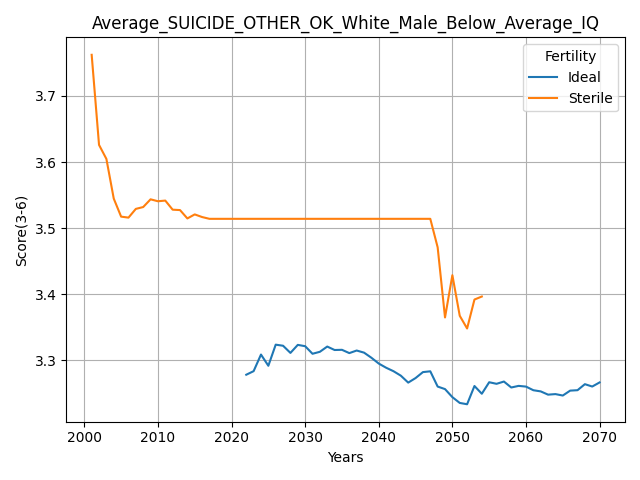 Average_SUICIDE_OTHER_OK_White_Male_Below_Average_IQ
Fertility
Ideal
Sterile
Score(3-6)
3.7
3.6
3.5
3.4
3.3
2000 2010 2020 2030 2040 2050 2060 2070
Years